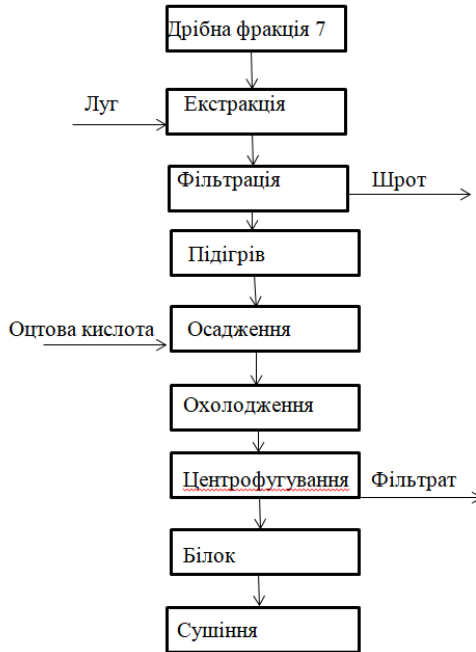 Дрібна фракція 7
Луг
Екстракція
Фільтрація
Шрот
Підігрів
Оцтова кислота
Осадження
Охолодження
Центрофугування
Фільтрат
Білок
Сушіння